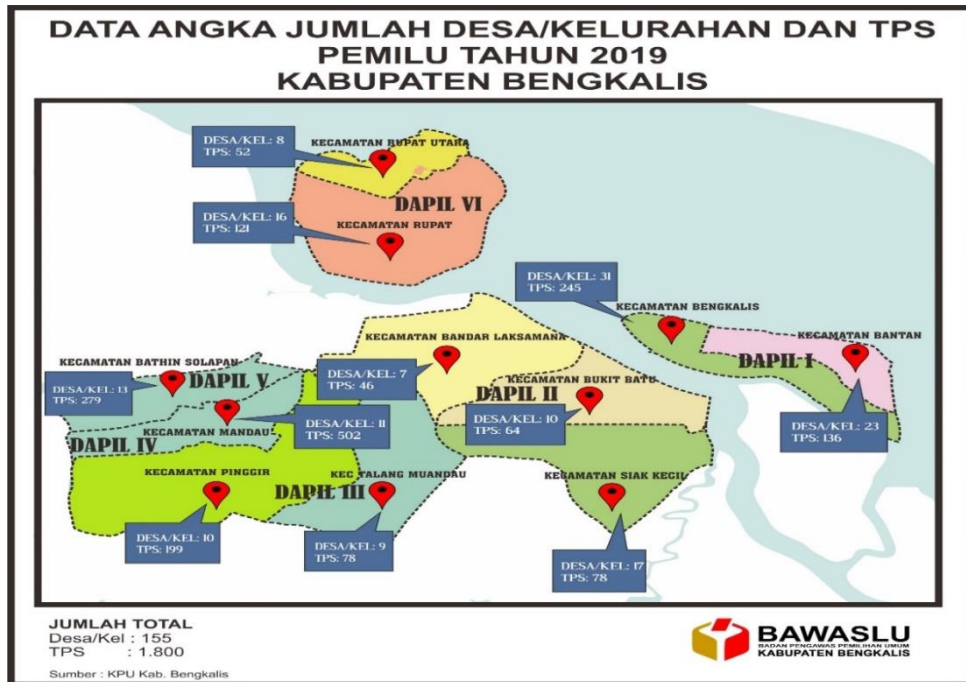 DATA ANGKA JUMLAH DESA/KELURAHAN DAN TPS
PEMILU TAHUN 2019
KABUPATEN BENGKALIS
DESA/KEL: 8
TPS: 52
KECAMATAN RUPAT UTARA
DAPIL VI
DESA/KEL: 16
TPS: 121
KECAMATAN RUPAT
DESA/KEL: 31
TPS: 245
KECAMATAN BENGKALIS
KECAMATAN BANTAN
DAPIL I
DESA/KEL: 23
TPS: 136
KECAMATAN BANDAR LAKSAMANA
DESA/KEL: 7
TPS: 46
KECAMATAN BATHIN SOLAPAN
DAPIL V
DESA/KEL: 13
TPS: 279
DAPIL II
KECAMATAN BUKIT BATU
DESA/KEL: 10
TPS: 64
DESA/KEL: 11
TPS: 502
KECAMATAN MANDAU
DAPIL IV
KECAMATAN PINGGIR
DAPIL III
KEC TALANG MUANDAU
KECAMATAN SIAK KECIL
DESA/KEL: 10
TPS: 199
DESA/KEL: 9
TPS: 78
DESA/KEL: 17
TPS: 78
JUMLAH TOTAL
Desa/Kel : 155
TPS : 1.800
Sumber : KPU Kab. Bengkalis
BAWASLU
BADAN PENGAWAS PEMILIHAN UMUM
KABUPATEN BENGKALIS